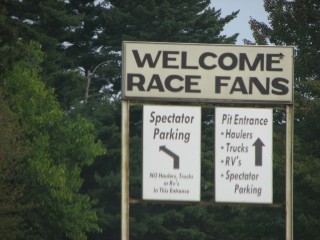 WELCOME
RACE FANS
Spectator
Parking
NO Haulers, Trucks
or Rv's
In This Entrance
Pit Entrance
• Haulers
• Trucks
• RV's
• Spectator
Parking